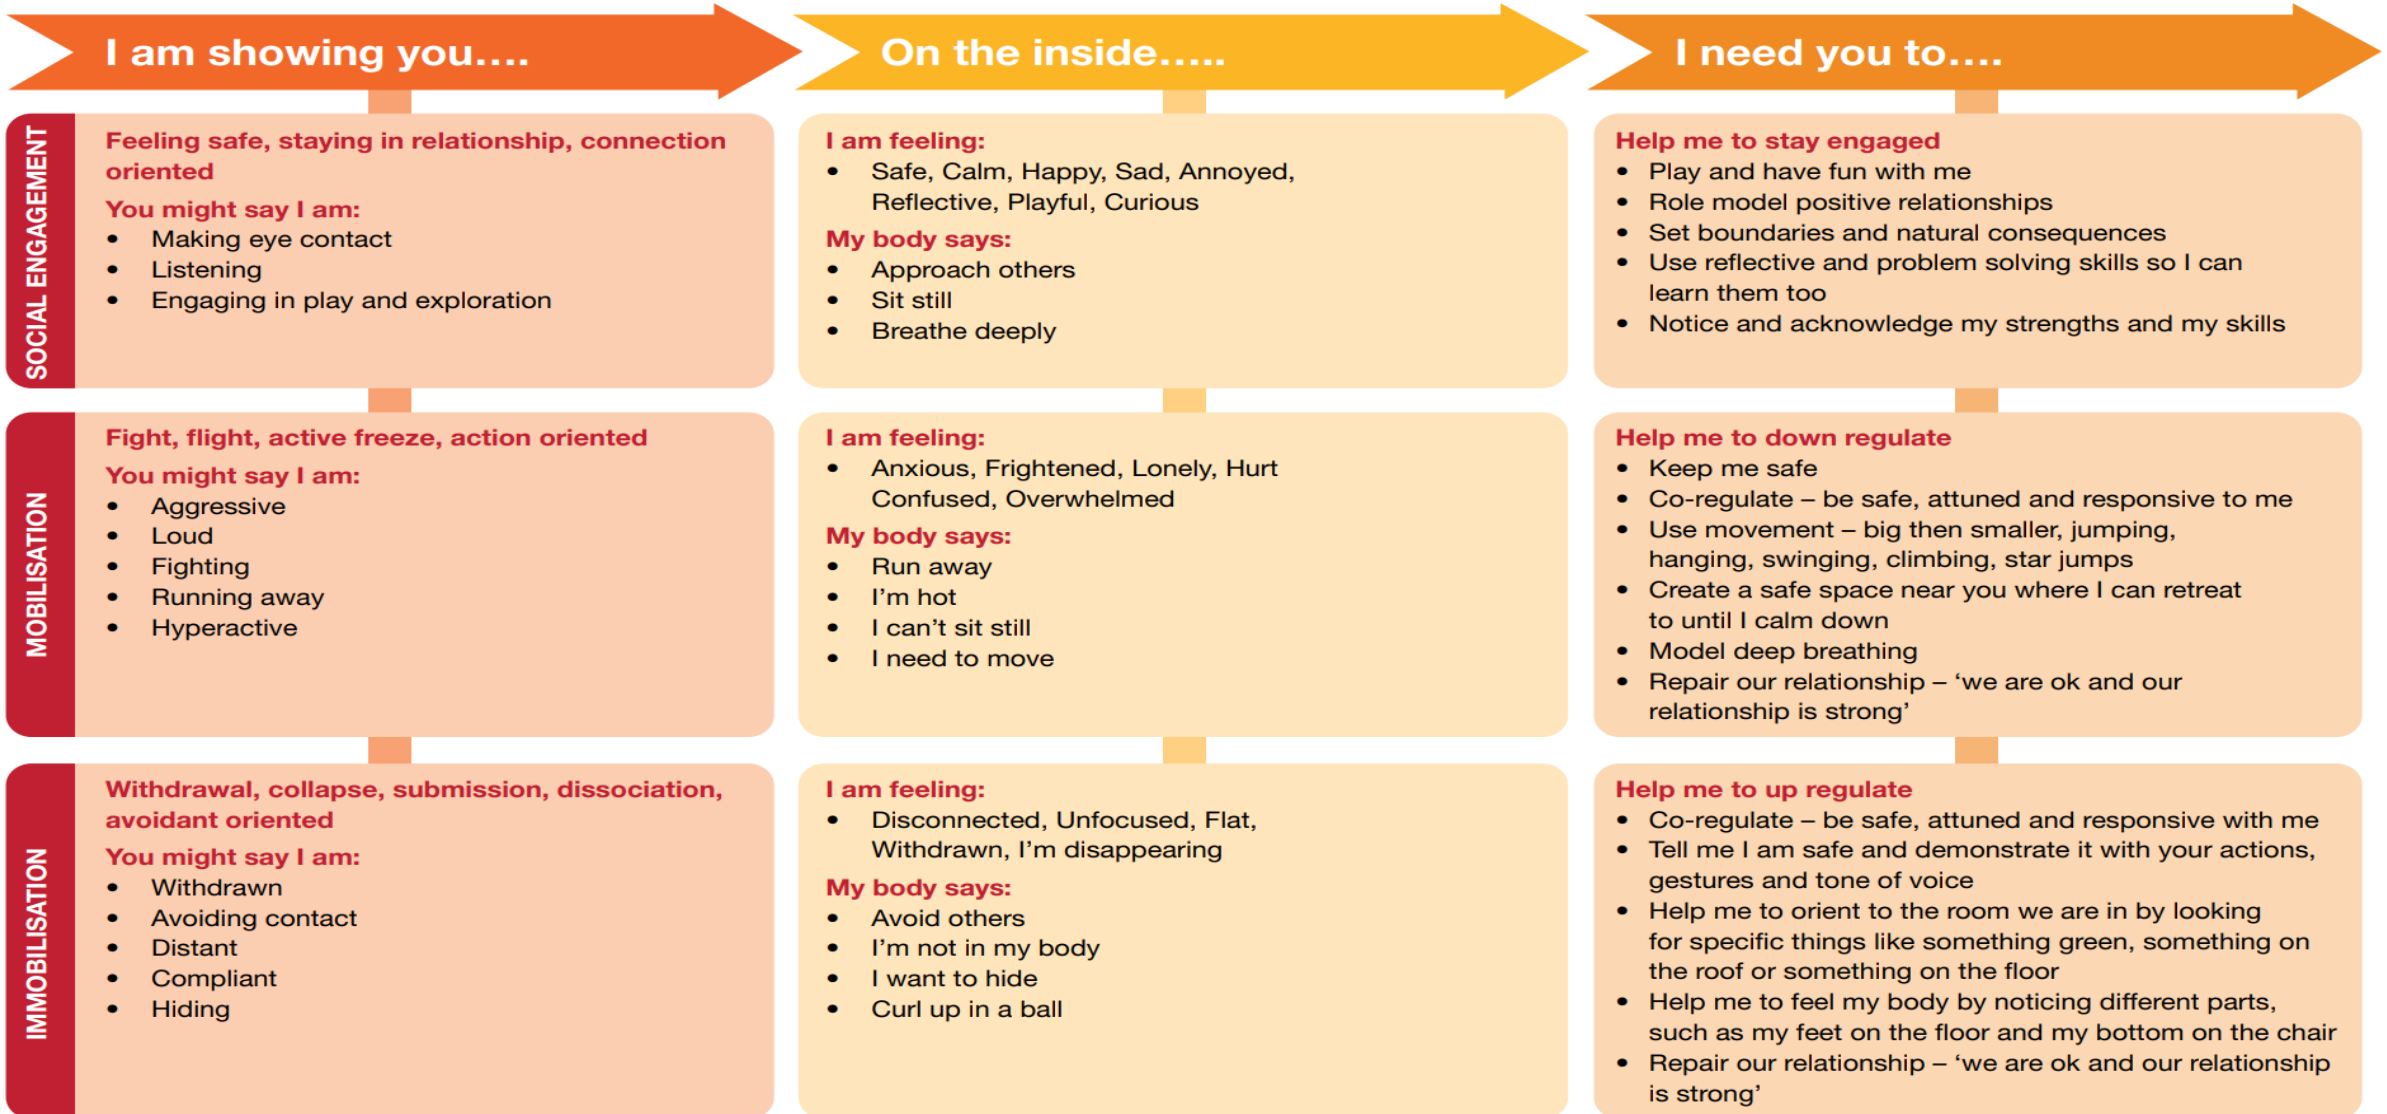 I am showing you....
On the inside.....
I need you to....
SOCIAL ENGAGEMENT
Feeling safe, staying in relationship, connection
oriented
You might say I am:
• Making eye contact
• Listening
• Engaging in play and exploration
I am feeling:
• Safe, Calm, Happy, Sad, Annoyed,
Reflective, Playful, Curious
My body says:
• Approach others
• Sit still
• Breathe deeply
Help me to stay engaged
• Play and have fun with me
• Role model positive relationships
• Set boundaries and natural consequences
• Use reflective and problem solving skills so I can
learn them too
• Notice and acknowledge my strengths and my skills
MOBILISATION
Fight, flight, active freeze, action oriented
You might say I am:
• Aggressive
• Loud
• Fighting
• Running away
• Hyperactive
I am feeling:
• Anxious, Frightened, Lonely, Hurt
Confused, Overwhelmed
My body says:
• Run away
• I’m hot
• I can’t sit still
• I need to move
Help me to down regulate
• Keep me safe
• Co-regulate – be safe, attuned and responsive to me
• Use movement – big then smaller, jumping,
hanging, swinging, climbing, star jumps
• Create a safe space near you where I can retreat
to until I calm down
• Model deep breathing
• Repair our relationship – ‘we are ok and our
relationship is strong’
IMMOBILISATION
Withdrawal, collapse, submission, dissociation,
avoidant oriented
You might say I am:
• Withdrawn
• Avoiding contact
• Distant
• Compliant
• Hiding
I am feeling:
• Disconnected, Unfocused, Flat,
Withdrawn, I’m disappearing
My body says:
• Avoid others
• I’m not in my body
• I want to hide
• Curl up in a ball
Help me to up regulate
• Co-regulate – be safe, attuned and responsive with me
• Tell me I am safe and demonstrate it with your actions,
gestures and tone of voice
• Help me to orient to the room we are in by looking
for specific things like something green, something on
the roof or something on the floor
• Help me to feel my body by noticing different parts,
such as my feet on the floor and my bottom on the chair
• Repair our relationship – ‘we are ok and our relationship
is strong’